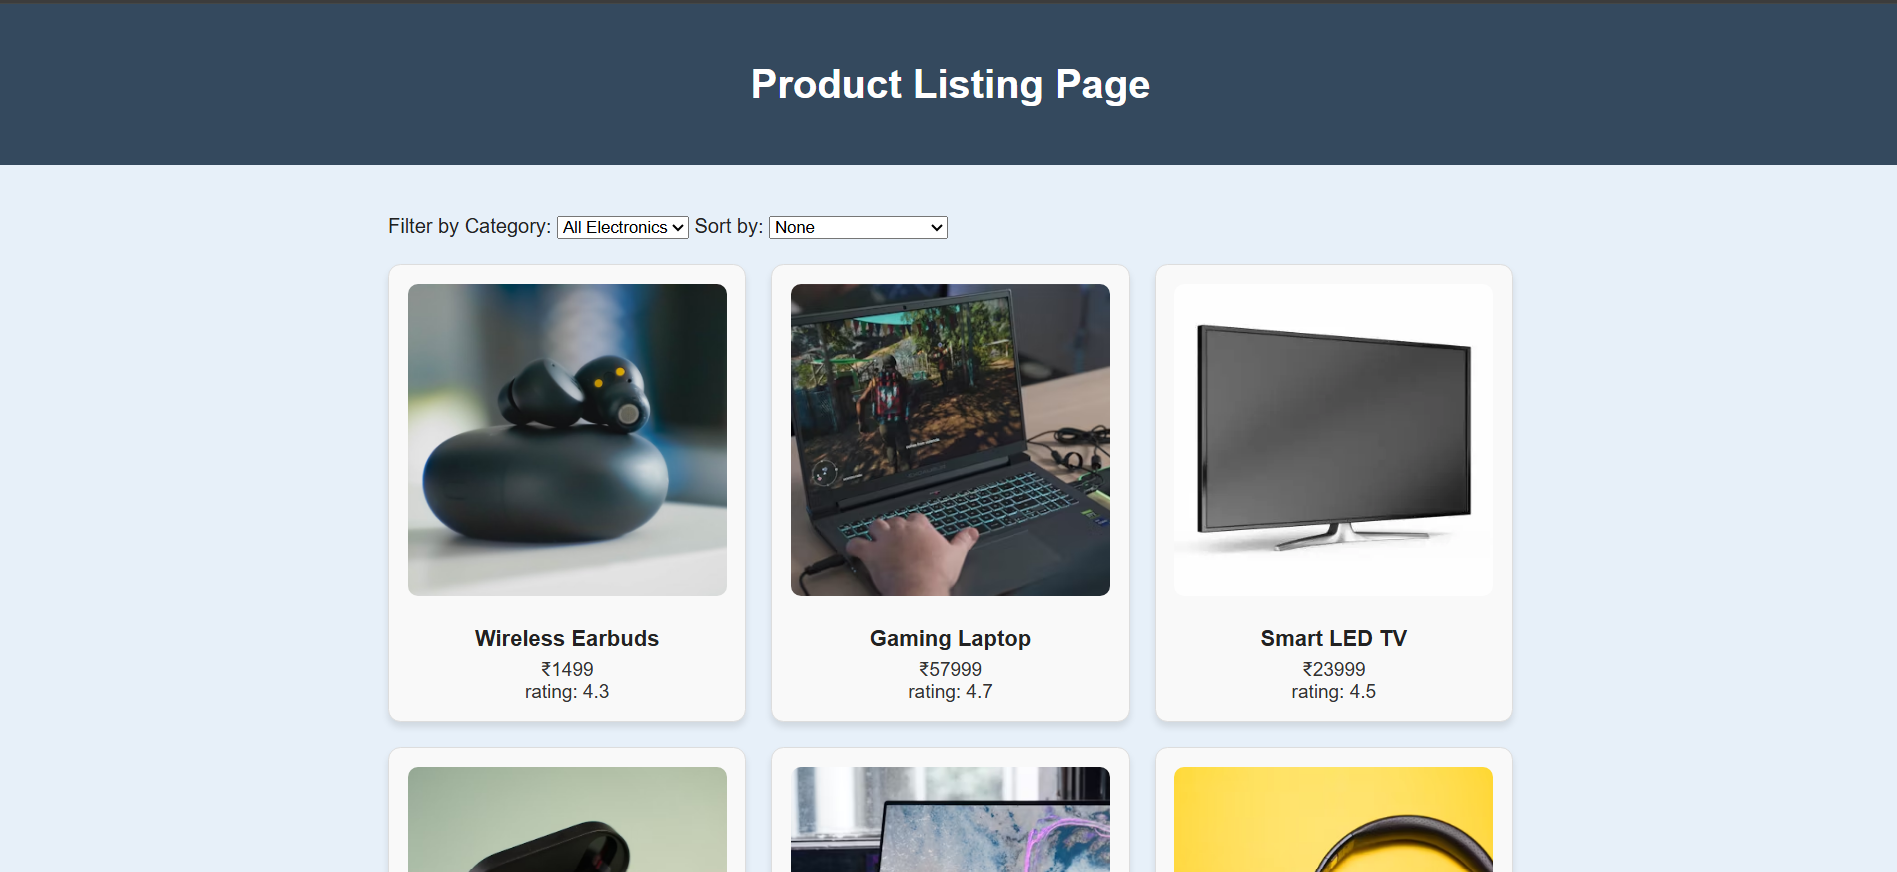 Product Listing Page
Filter by Category: All Electronics Sort by: None
Wireless Earbuds
₹1499
rating: 4.3
Gaming Laptop
₹57999
rating: 4.7
Smart LED TV
₹23999
rating: 4.5